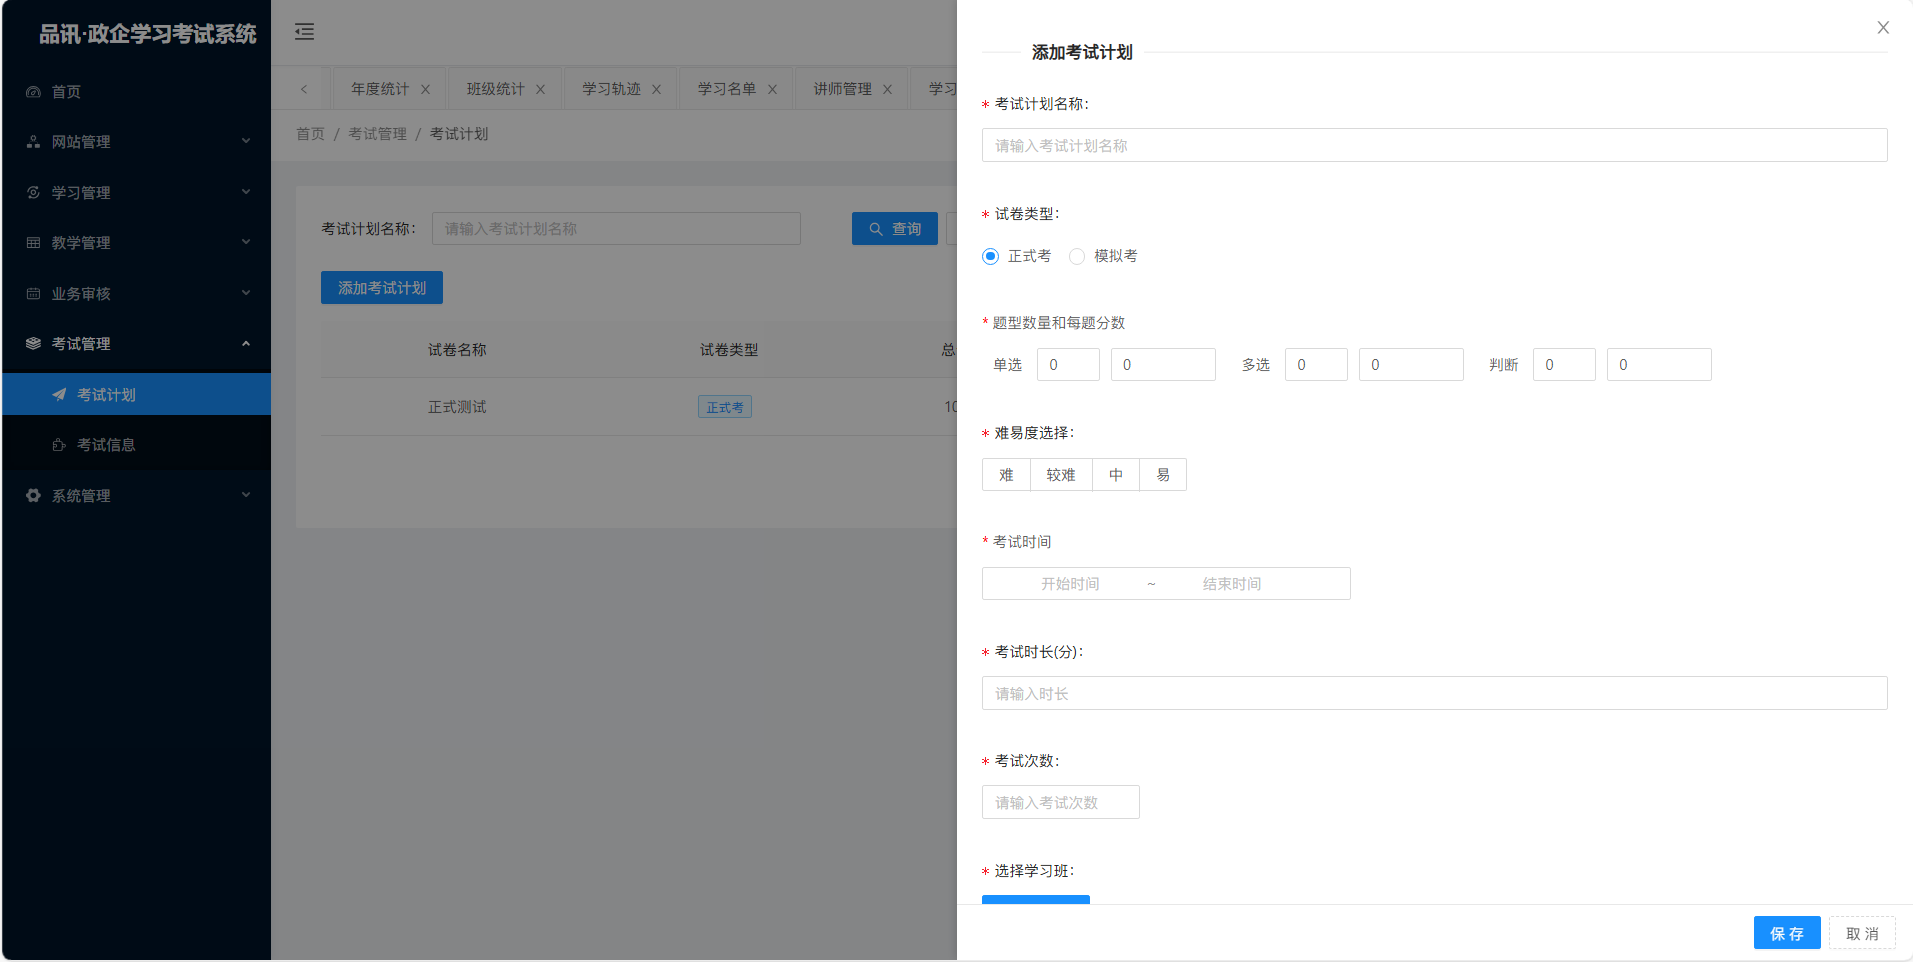 品讯·政企学习考试系统
首页
网站管理
学习管理
教学管理
业务审核
考试管理
考试计划
考试信息
系统管理
年度统计
班级统计
学习轨迹
学习名单
讲师管理
学习
首页 / 考试管理 / 考试计划
考试计划名称：
请输入考试计划名称
查询
添加考试计划
试卷名称 试卷类型 总
正式测试 正式考 10
添加考试计划
* 考试计划名称：
请输入考试计划名称
* 试卷类型：
正式考 模拟考
* 题型数量和每题分数
单选 0 0 多选 0 0 判断 0 0
* 难易度选择：
难 较难 中 易
* 考试时间
开始时间 ~ 结束时间
* 考试时长(分)：
请输入时长
* 考试次数：
请输入考试次数
* 选择学习班：
保 存 取 消